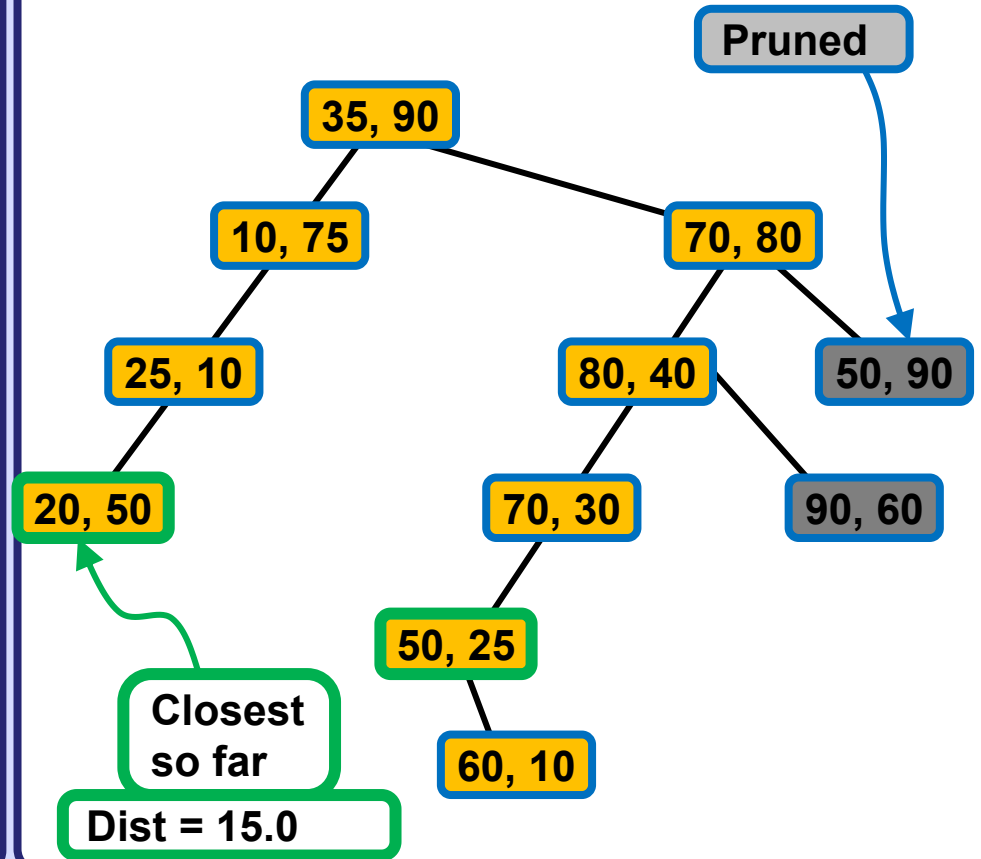 Pruned
35, 90
10, 75
70, 80
25, 10
80, 40
50, 90
20, 50
70, 30
90, 60
50, 25
Closest
so far
60, 10
Dist = 15.0